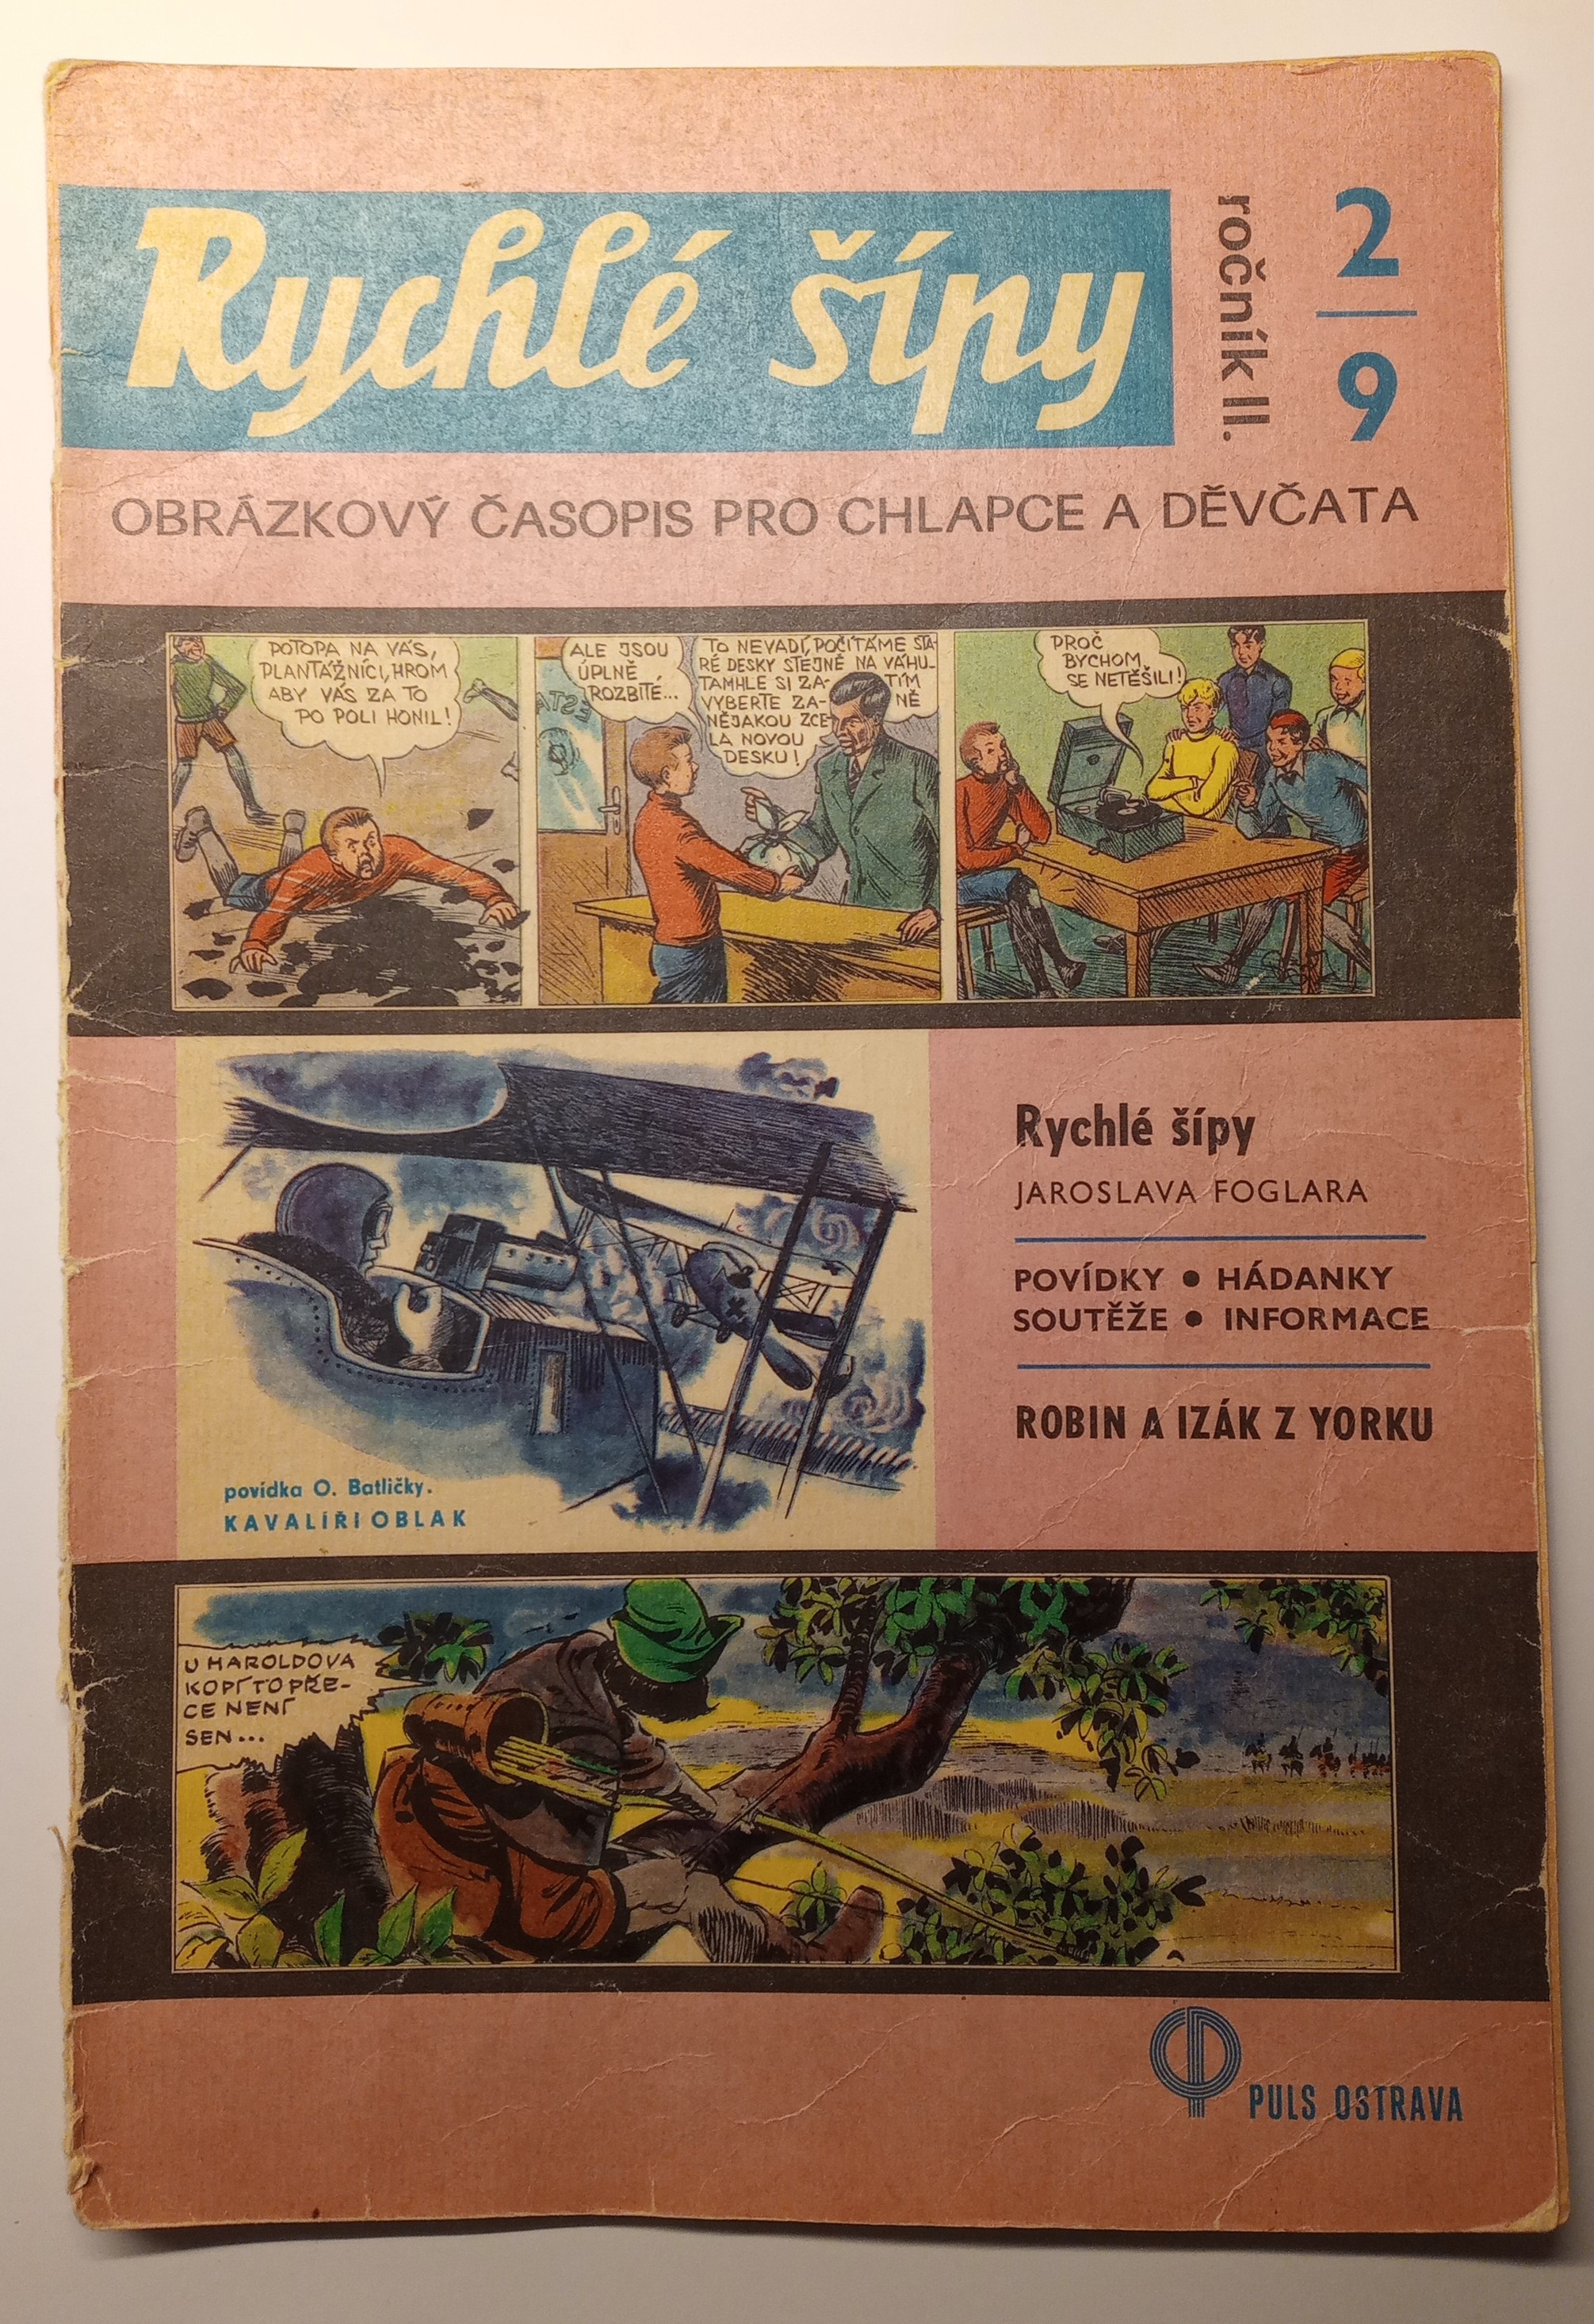 Rychlé šípy
ročník II.
2
9
OBRÁZKOVÝ ČASOPIS PRO CHLAPCE A DĚVČATA
POTOPA NA VÁS,
PLANTÁŽNÍCI, HROM
ABY VÁS ZA TO
PO POLI HONIL!
ALE JSOU
ÚPLNĚ
ROZBITÉ...
TO NEVADÍ, POČÍTÁME STA-
RÉ DESKY STEJNĚ NA VÁHU.
TAMHLE SI ZA- TÍM
VYBERTE ZA- NĚ
NĚJAKOU ZCE
LA NOVOU
DESKU!
PROČ
BYCHOM
SE NETĚŠILI!
Rychlé šípy
JAROSLAVA FOGLARA
POVÍDKY • HÁDANKY
SOUTĚŽE • INFORMACE
ROBIN A IZÁK Z YORKU
povídka O. Batličky.
KAVALÍŘI OBLAK
U HAROLDOVA
KOPÍ TO PŘE-
CE NENÍ
SEN...
PULS OSTRAVA